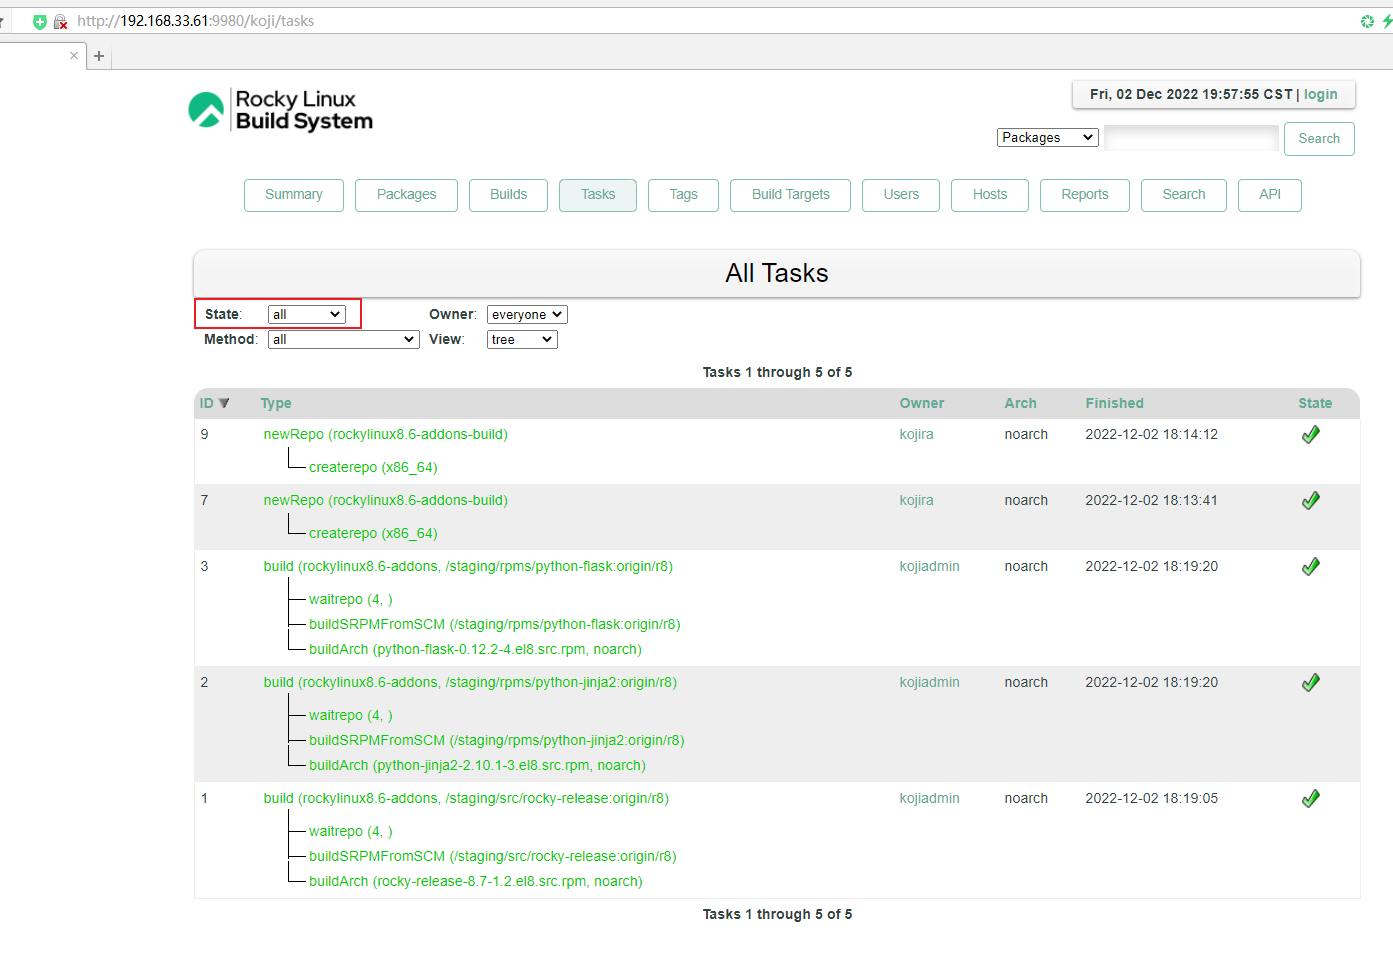 http://192.168.33.61:9980/koji/tasks
Rocky Linux
Build System
Fri, 02 Dec 2022 19:57:55 CST | login
Packages
Search
Summary Packages Builds Tasks Tags Build Targets Users Hosts Reports Search API
All Tasks
State: all Owner: everyone
Method: all View: tree
Tasks 1 through 5 of 5
ID Type Owner Arch Finished State
9 newRepo (rockylinux8.6-addons-build) kojira noarch 2022-12-02 18:14:12
createrepo (x86_64)
7 newRepo (rockylinux8.6-addons-build) kojira noarch 2022-12-02 18:13:41
createrepo (x86_64)
3 build (rockylinux8.6-addons, /staging/rpms/python-flask:origin/r8) kojiadmin noarch 2022-12-02 18:19:20
waitrepo (4, )
buildSRPMFromSCM (/staging/rpms/python-flask:origin/r8)
buildArch (python-flask-0.12.2-4.el8.src.rpm, noarch)
2 build (rockylinux8.6-addons, /staging/rpms/python-jinja2:origin/r8) kojiadmin noarch 2022-12-02 18:19:20
waitrepo (4, )
buildSRPMFromSCM (/staging/rpms/python-jinja2:origin/r8)
buildArch (python-jinja2-2.10.1-3.el8.src.rpm, noarch)
1 build (rockylinux8.6-addons, /staging/src/rocky-release:origin/r8) kojiadmin noarch 2022-12-02 18:19:05
waitrepo (4, )
buildSRPMFromSCM (/staging/src/rocky-release:origin/r8)
buildArch (rocky-release-8.7-1.2.el8.src.rpm, noarch)
Tasks 1 through 5 of 5